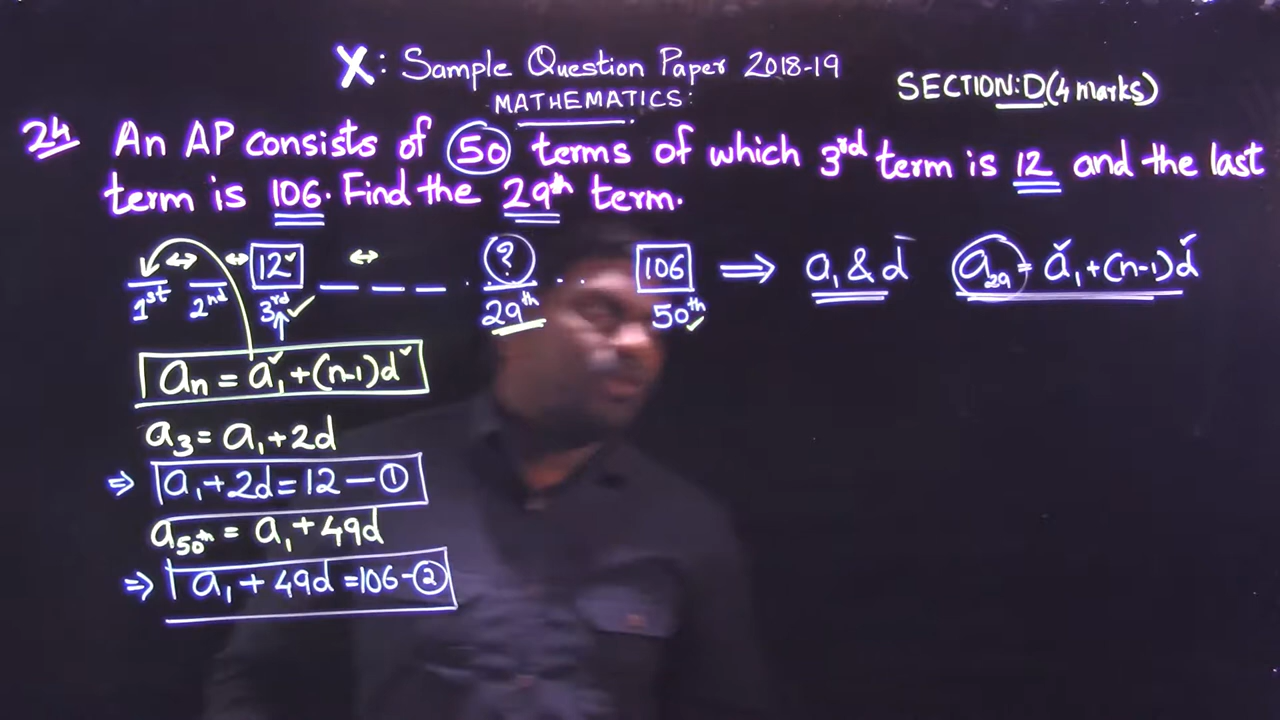 X: Sample Question Paper 2018-19
MATHEMATICS:
SECTION:D(4 marks)
24 An AP consists of 50 terms of which 3rd term is 12 and the last
term is 106. Find the 29th term.
12 ? 106 ⇒ a₁ & d a₂₉ = a₁+(n-1)d
1st 2nd 3rd 29th 50th
an = a₁+(n-1)d
a₃ = a₁+2d
⇒ a₁+2d=12 — ①
a50th = a₁+49d
⇒ a₁+49d=106-②